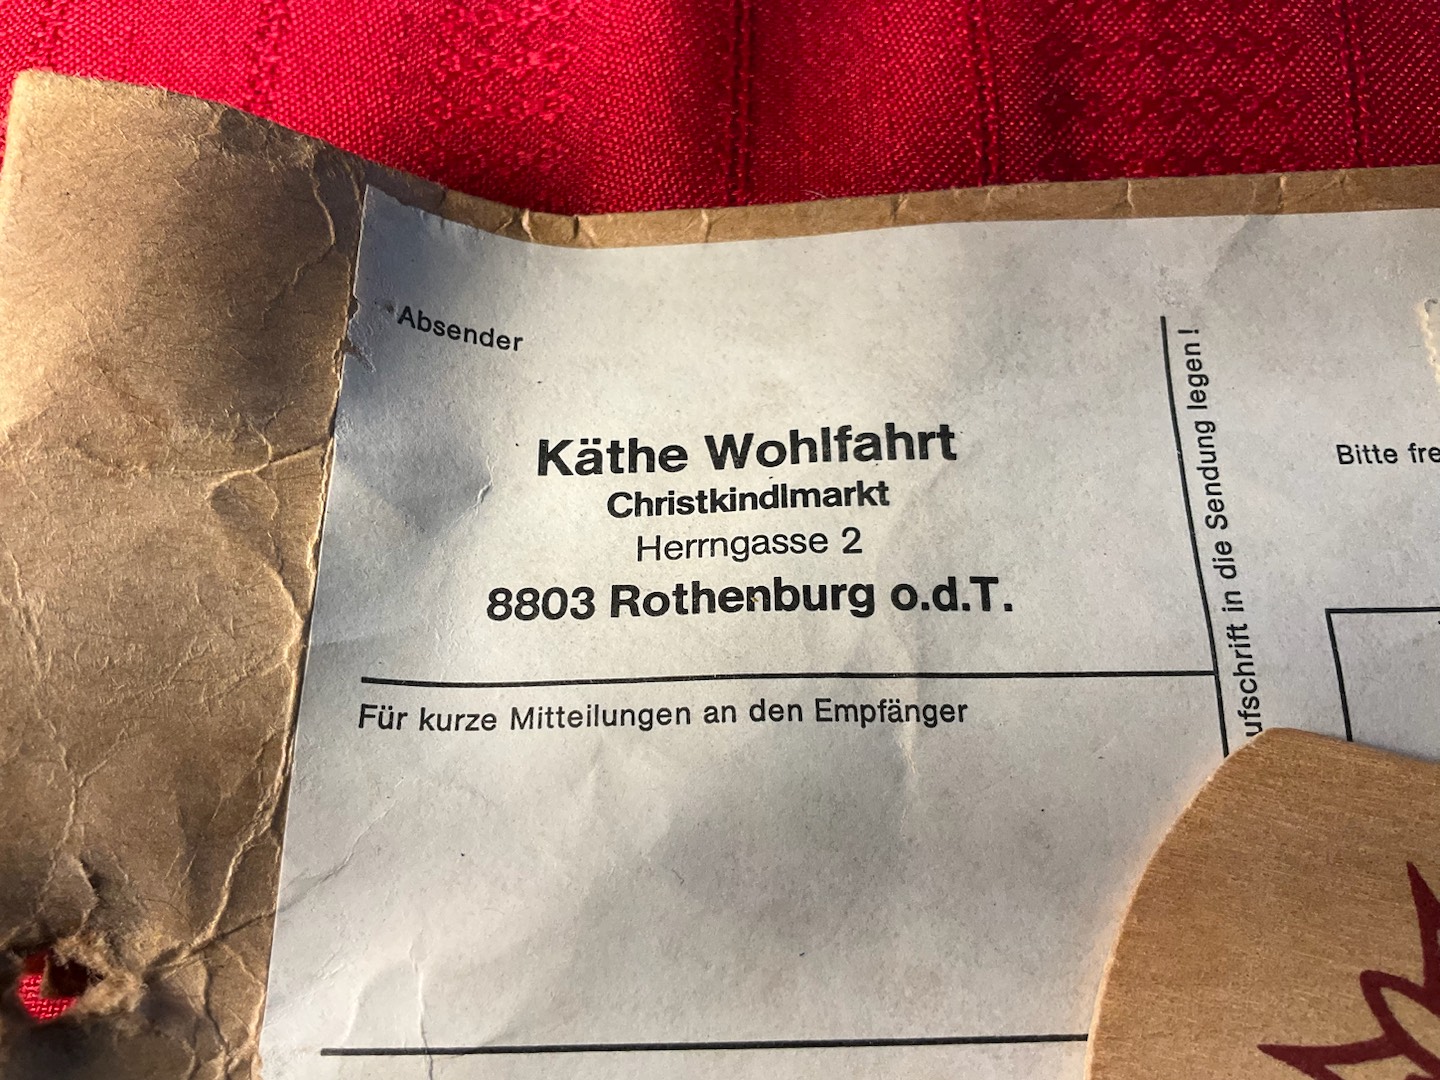 Absender
Käthe Wohlfahrt
Christkindlmarkt
Herrngasse 2
8803 Rothenburg o.d.T.
Für kurze Mitteilungen an den Empfänger
ufschrift in die Sendung legen!
Bitte fre